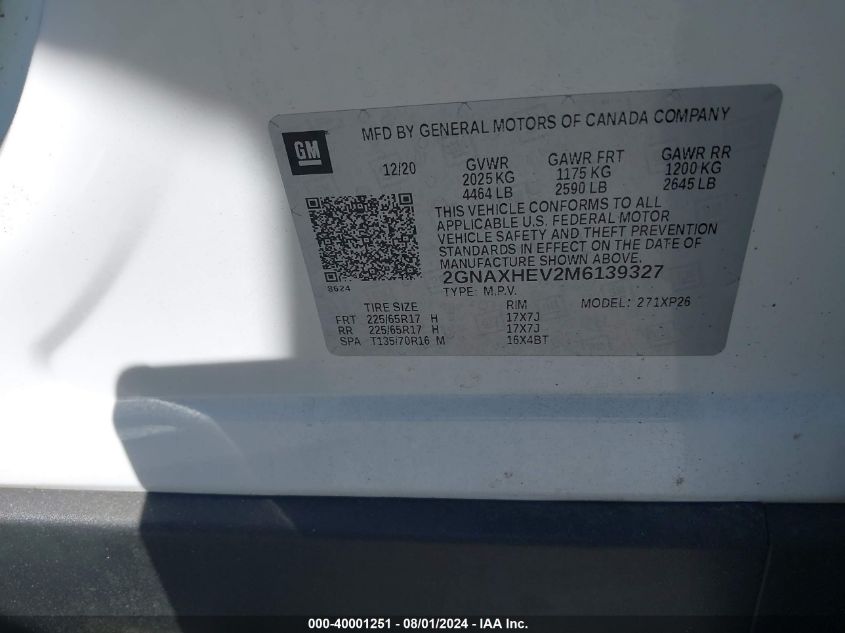 MFD BY GENERAL MOTORS OF CANADA COMPANY
GM
12/20 GVWR GAWR FRT GAWR RR
2025 KG 1175 KG 1200 KG
4464 LB 2590 LB 2645 LB
THIS VEHICLE CONFORMS TO ALL
APPLICABLE U.S. FEDERAL MOTOR
VEHICLE SAFETY AND THEFT PREVENTION
STANDARDS IN EFFECT ON THE DATE OF
MANUFACTURE SHOWN ABOVE.
2GNAXHEV2M6139327
8624 TYPE: M.P.V.
TIRE SIZE RIM MODEL: 271XP26
FRT 225/65R17 H 17X7J
RR 225/65R17 H 17X7J
SPA T135/70R16 M 16X4BT
000-40001251 - 08/01/2024 - IAA Inc.